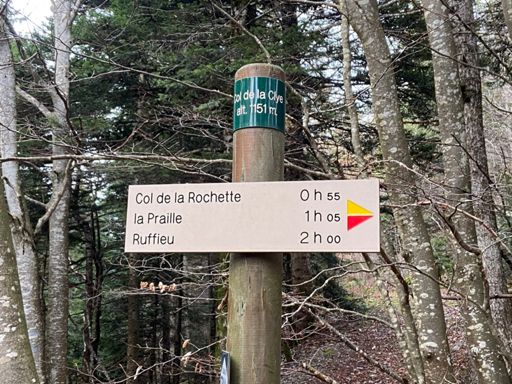 Col de la Clye
alt. 1151 m.
Col de la Rochette 0 h 55
la Praille 1 h 05
Ruffieu 2 h 00